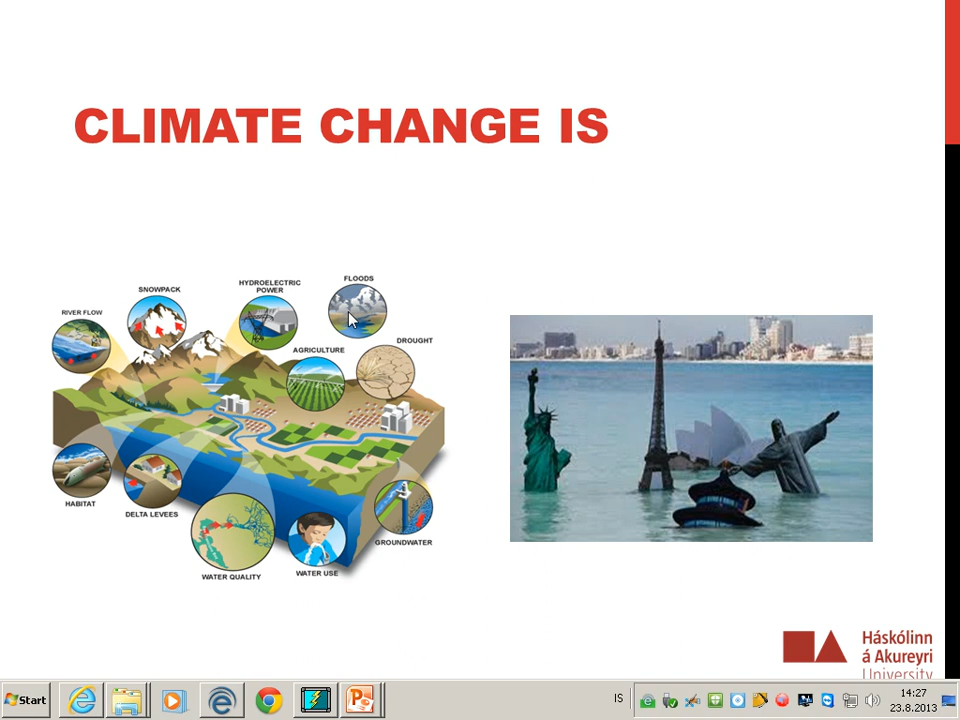 CLIMATE CHANGE IS
FLOODS
HYDROELECTRIC
POWER
SNOWPACK
RIVER FLOW
DROUGHT
AGRICULTURE
HABITAT
DELTA LEVEES
GROUNDWATER
WATER USE
WATER QUALITY
Háskólinn
á Akureyri
University
Start
IS
14:27
23.8.2013